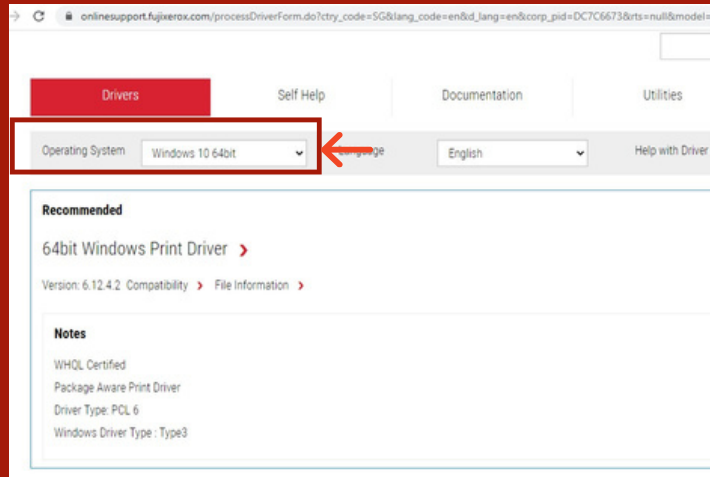 onlinesupport.fujixerox.com/processDriverForm.do?ctry_code=SG&lang_code=en&d_lang=en&corp_pid=DC7C6673&rts=null&model=
Drivers Self Help Documentation Utilities
Operating System Windows 10 64bit Language English Help with Driver
Recommended
64bit Windows Print Driver
Version: 6.12.4.2 Compatibility File Information
Notes
WHQL Certified
Package Aware Print Driver
Driver Type: PCL 6
Windows Driver Type : Type3